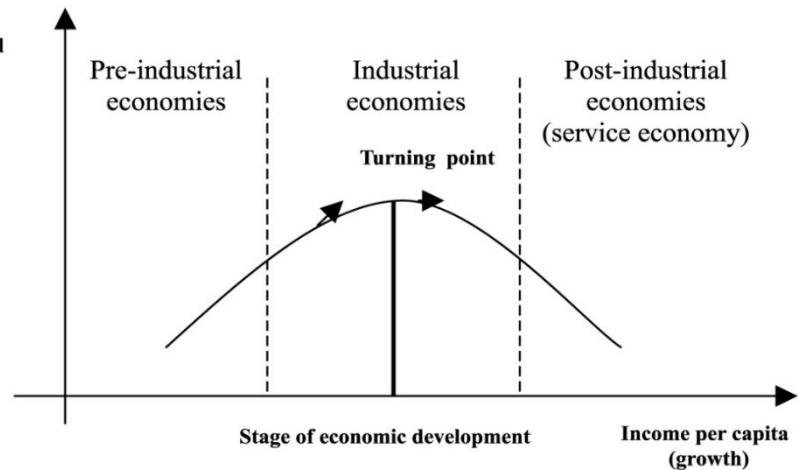 Pre-industrial
economies
Industrial
economies
Post-industrial
economies
(service economy)
Turning point
Stage of economic development
Income per capita
(growth)